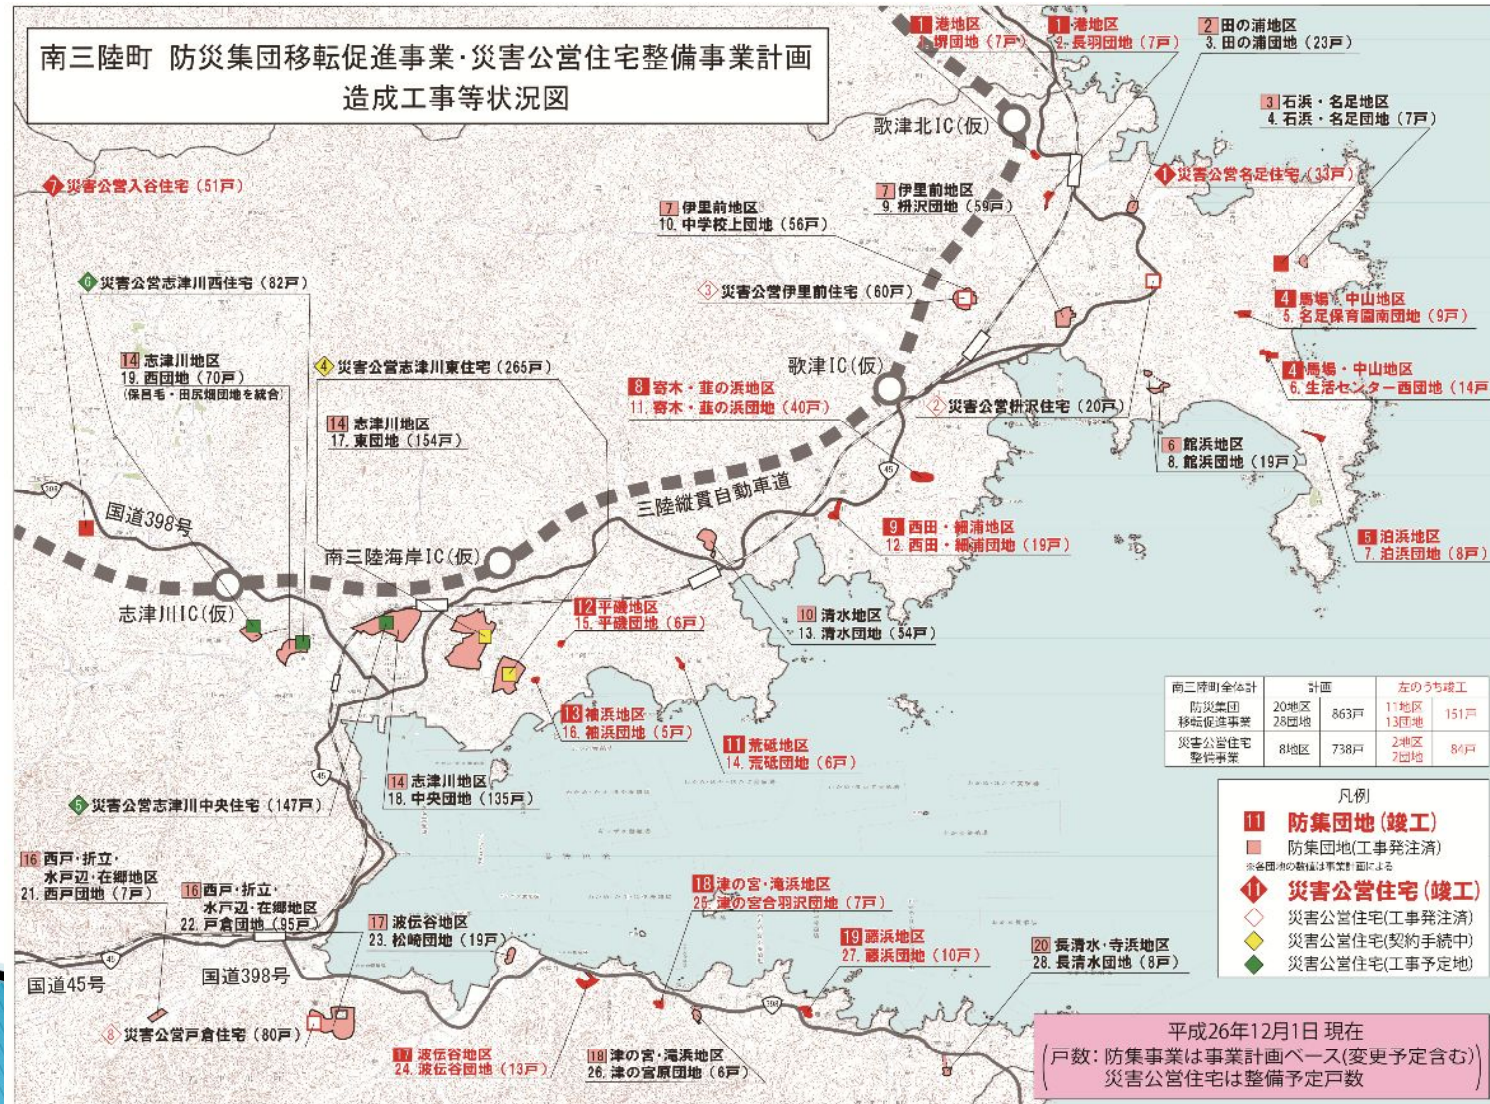 南三陸町 防災集団移転促進事業・災害公営住宅整備事業計画
造成工事等状況図
1 港地区
1. 堺団地(7戸)
1 港地区
2. 長羽団地(7戸)
2 田の浦地区
3. 田の浦団地(23戸)
3 石浜・名足地区
4. 石浜・名足団地(7戸)
歌津北IC(仮)
7 災害公営入谷住宅(51戸)
1 災害公営名足住宅(33戸)
7 伊里前地区
9. 枡沢団地(59戸)
7 伊里前地区
10. 中学校上団地(56戸)
6 災害公営志津川西住宅(82戸)
3 災害公営伊里前住宅(60戸)
4 馬場・中山地区
5. 名足保育園南団地(9戸)
14 志津川地区
19. 西団地(70戸)
(保呂毛・田尻畑団地を統合)
4 災害公営志津川東住宅(265戸)
歌津IC(仮)
4 馬場・中山地区
6. 生活センター西団地(14戸
8 寄木・韮の浜地区
11. 寄木・韮の浜団地(40戸)
2 災害公営枡沢住宅(20戸)
14 志津川地区
17. 東団地(154戸)
6 館浜地区
8. 館浜団地(19戸)
45
三陸縦貫自動車道
398
国道398号
9 西田・細浦地区
12. 西田・細浦団地(19戸)
5 泊浜地区
7. 泊浜団地(8戸)
南三陸海岸IC(仮)
志津川IC(仮)
12 平磯地区
15. 平磯団地(6戸)
10 清水地区
13. 清水団地(54戸)
南三陸町全体計 計画 左のうち竣工
防災集団移転促進事業 20地区 28団地 863戸 11地区 13団地 151戸
災害公営住宅整備事業 8地区 738戸 2地区 2団地 84戸
13 袖浜地区
16. 袖浜団地(5戸)
11 荒砥地区
14. 荒砥団地(6戸)
45
14 志津川地区
18. 中央団地(135戸)
5 災害公営志津川中央住宅(147戸)
凡例
11 防集団地(竣工)
防集団地(工事発注済)
※各団地の数値は事業計画による
11 災害公営住宅(竣工)
災害公営住宅(工事発注済)
災害公営住宅(契約手続中)
災害公営住宅(工事予定地)
16 西戸・折立・
水戸辺・在郷地区
21. 西戸団地(7戸)
16 西戸・折立・
水戸辺・在郷地区
22. 戸倉団地(95戸)
17 波伝谷地区
23. 松崎団地(19戸)
18 津の宮・滝浜地区
25. 津の宮合羽沢団地(7戸)
19 藤浜地区
27. 藤浜団地(10戸)
20 長清水・寺浜地区
28. 長清水団地(8戸)
45
国道45号
国道398号
398
8 災害公営戸倉住宅(80戸)
17 波伝谷地区
24. 波伝谷団地(13戸)
18 津の宮・滝浜地区
26. 津の宮原団地(6戸)
平成26年12月1日 現在
(戸数：防集事業は事業計画ベース(変更予定含む)
災害公営住宅は整備予定戸数)